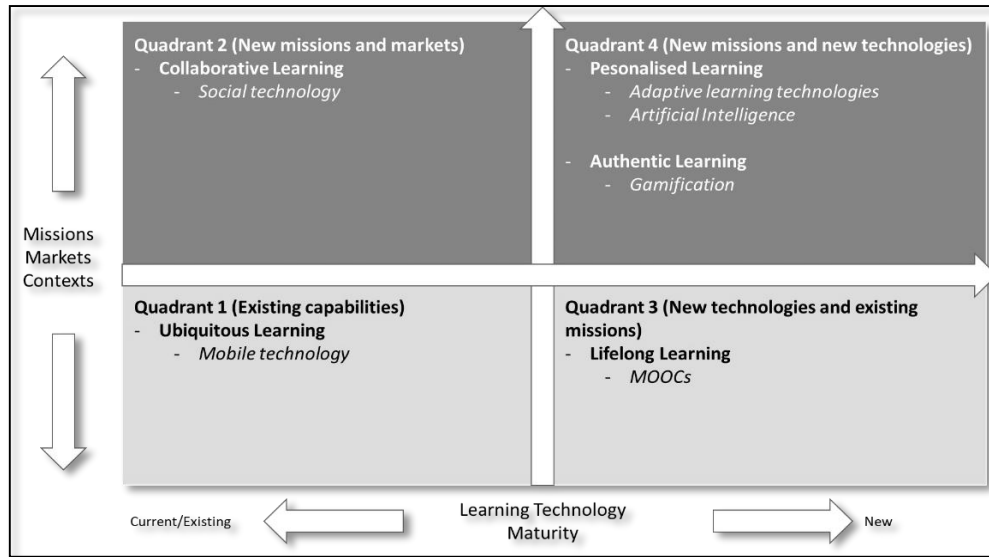 Quadrant 2 (New missions and markets)
- Collaborative Learning
- Social technology
Quadrant 4 (New missions and new technologies)
- Pesonalised Learning
- Adaptive learning technologies
- Artificial Intelligence
- Authentic Learning
- Gamification
Missions
Markets
Contexts
Quadrant 1 (Existing capabilities)
- Ubiquitous Learning
- Mobile technology
Quadrant 3 (New technologies and existing
missions)
- Lifelong Learning
- MOOCs
Current/Existing
Learning Technology
Maturity
New